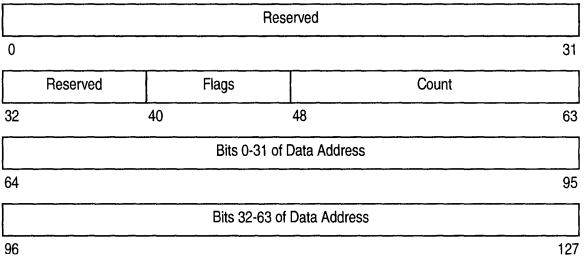 Reserved
0 31
Reserved Flags Count
32 40 48 63
Bits 0-31 of Data Address
64 95
Bits 32-63 of Data Address
96 127